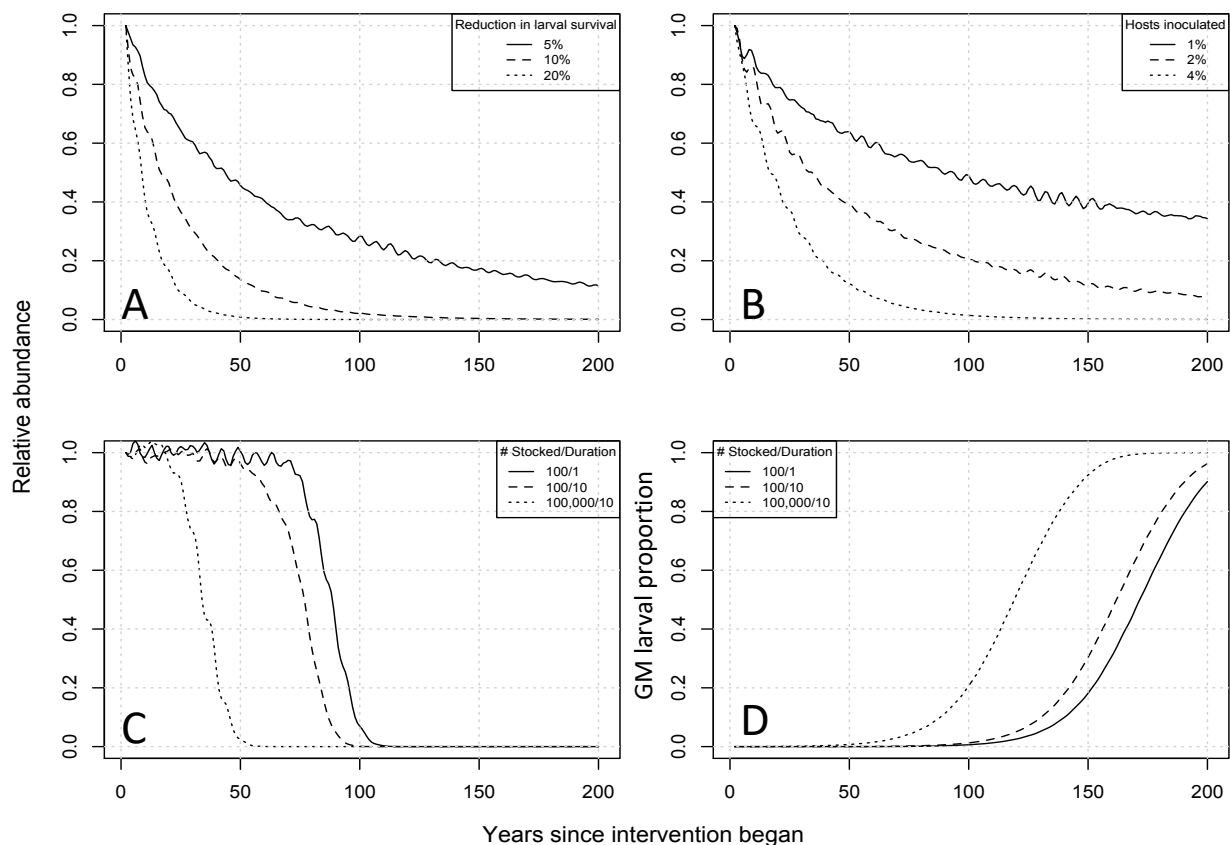 Relative abundance
Reduction in larval survival
5%
10%
20%
1.0
0.8
0.6
0.4
0.2
0.0
A
0 50 100 150 200
Hosts inoculated
1%
2%
4%
1.0
0.8
0.6
0.4
0.2
0.0
B
0 50 100 150 200
# Stocked/Duration
100/1
100/10
100,000/10
1.0
0.8
0.6
0.4
0.2
0.0
C
0 50 100 150 200
GM larval proportion
# Stocked/Duration
100/1
100/10
100,000/10
1.0
0.8
0.6
0.4
0.2
0.0
D
0 50 100 150 200
Years since intervention began